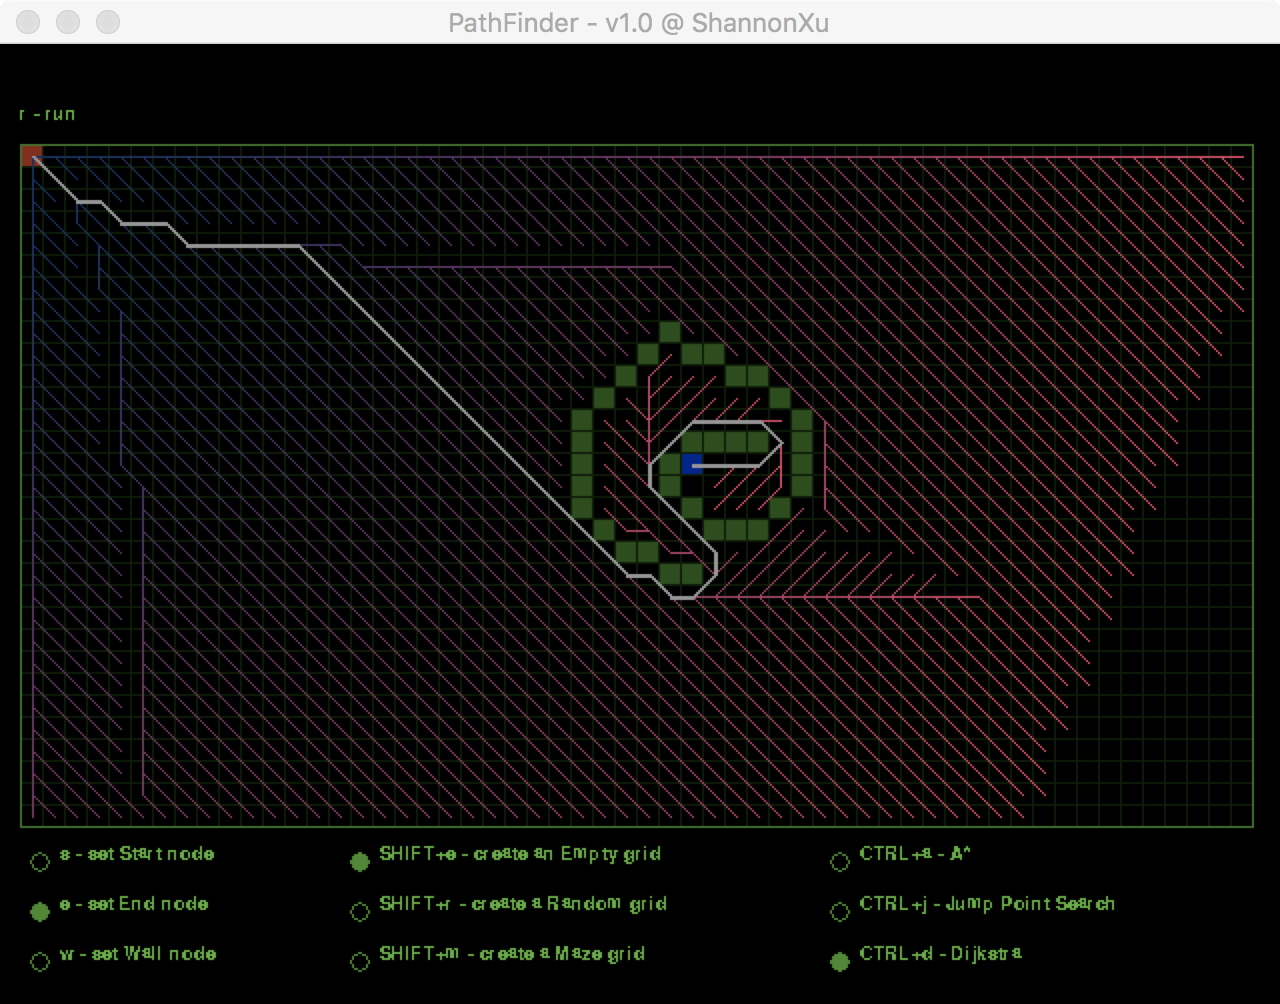 PathFinder - v1.0 @ ShannonXu
r - run
s - set Start node
SHIFT+e - create an Empty grid
CTRL+a - A*
e - set End node
SHIFT+r - create a Random grid
CTRL+j - Jump Point Search
w - set Wall node
SHIFT+m - create a Maze grid
CTRL+d - Dijkstra